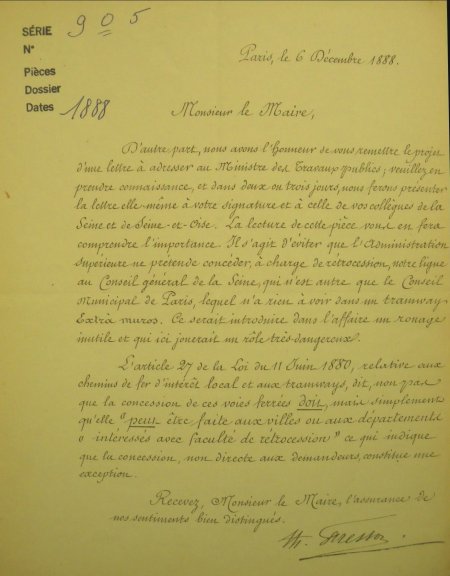 SÉRIE 905
N°
Pièces
Dossier
Dates 1888
Paris, le 6 Décembre 1888.
Monsieur le Maire,
D'autre part, nous avons l'honneur de vous remettre le projet
d'une lettre à adresser au Ministre des Travaux publics; veuillez en
prendre connaissance, et dans deux ou trois jours, nous ferons présenter
la lettre elle-même à votre signature et à celle de vos collègues de la
Seine et de Seine-et-Oise. La lecture de cette pièce vous en fera
comprendre l'importance. Il s'agit d'éviter que l'Administration
supérieure ne prétende concéder, à charge de rétrocession, notre ligne
au Conseil général de la Seine, qui n'est autre que le Conseil
Municipal de Paris, lequel n'a rien à voir dans un tramway
Extrà muros. Ce serait introduire dans l'affaire un rouage
inutile et qui ici jouerait un rôle très-dangereux.
L'article 27 de la Loi du 11 Juin 1880, relative aux
chemins de fer d'intérêt local et aux tramways, dit, non pas
que la concession de ces voies ferrées doit, mais simplement
qu'elle "peut être faite aux villes ou aux départements
" intéressés avec faculté de rétrocession" ce qui indique
que la concession, non directe aux demandeurs, constitue une
exception.
Recevez, Monsieur le Maire, l'assurance de
nos sentiments bien distingués.